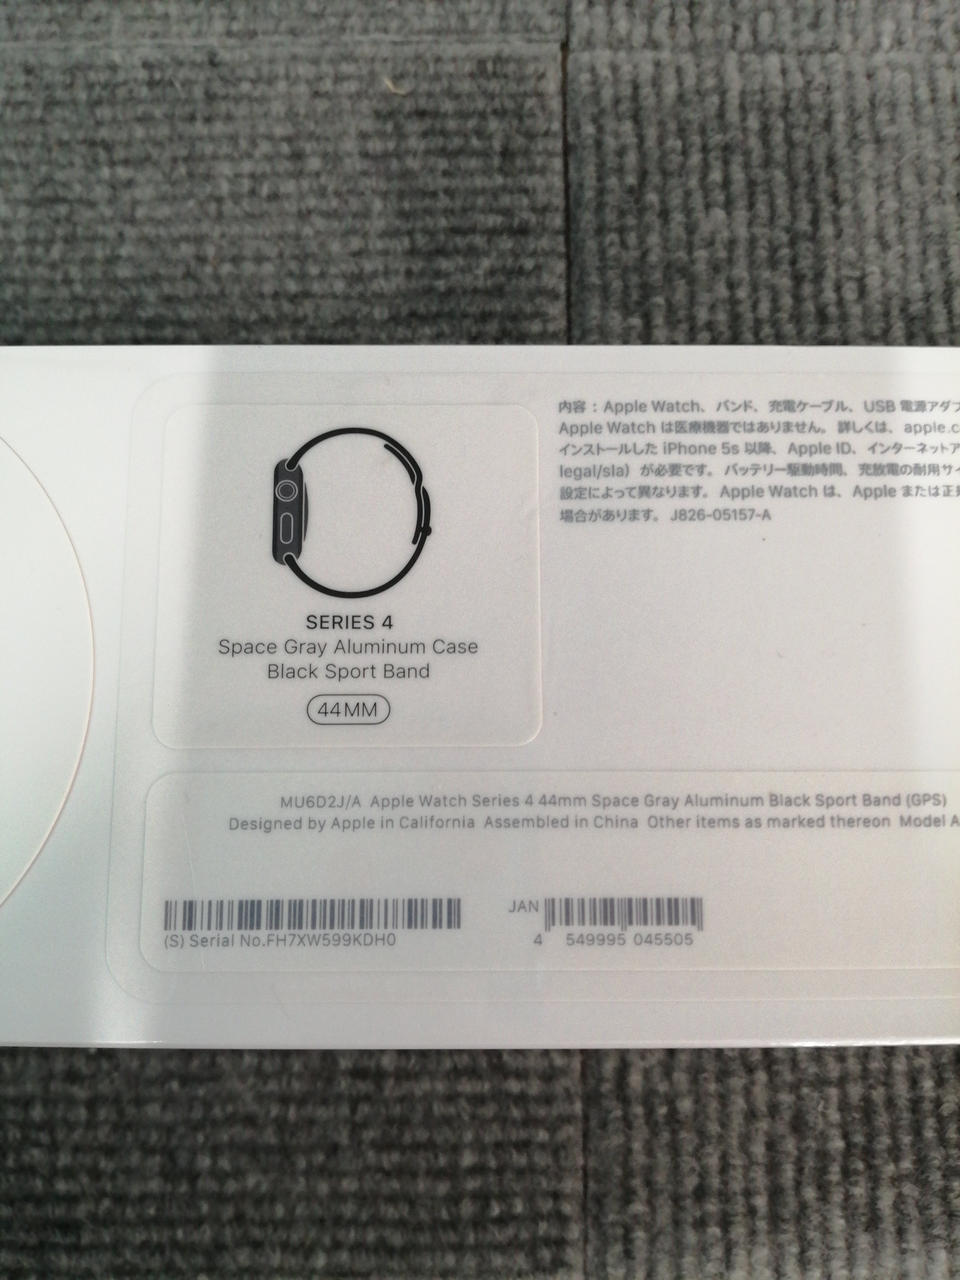 SERIES 4
Space Gray Aluminum Case
Black Sport Band
44MM
内容：Apple Watch、バンド、充電ケーブル、USB 電源アダプ
Apple Watch は医療機器ではありません。詳しくは、apple.c
インストールした iPhone 5s 以降、Apple ID、インターネットア
legal/sla）が必要です。バッテリー駆動時間、充放電の耐用サイ
設定によって異なります。Apple Watch は、Apple または正規
場合があります。 J826-05157-A
MU6D2J/A Apple Watch Series 4 44mm Space Gray Aluminum Black Sport Band (GPS)
Designed by Apple in California Assembled in China Other items as marked thereon Model A
(S) Serial No.FH7XW599KDH0
JAN
4 549995 045505